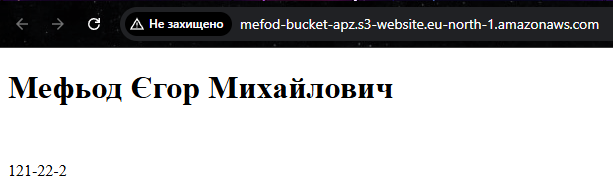 Не захищено mefod-bucket-apz.s3-website.eu-north-1.amazonaws.com
Мефьод Єгор Михайлович
121-22-2